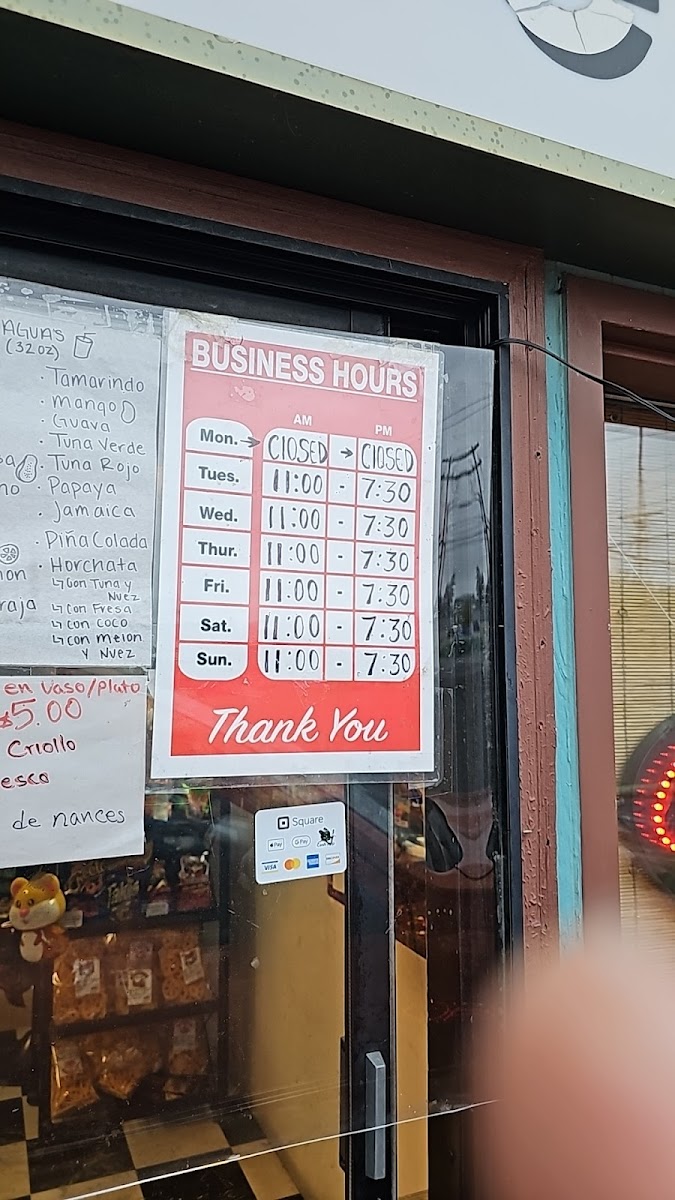 AGUAS
(32 oz)
· Tamarindo
· mango
· Guava
· Tuna Verde
· Tuna Rojo
· Papaya
· Jamaica
· Piña Colada
· Horchata
↳ Con Tuna y
Nuez
↳ Con Fresa
↳ con coco
↳ con melon
y Nuez
en vaso/plato
$5.00
Criollo
de nances
BUSINESS HOURS
AM PM
Mon. → CLOSED → CLOSED
Tues. 11:00 - 7:30
Wed. 11:00 - 7:30
Thur. 11:00 - 7:30
Fri. 11:00 - 7:30
Sat. 11:00 - 7:30
Sun. 11:00 - 7:30
Thank You
Square
Pay G Pay
VISA